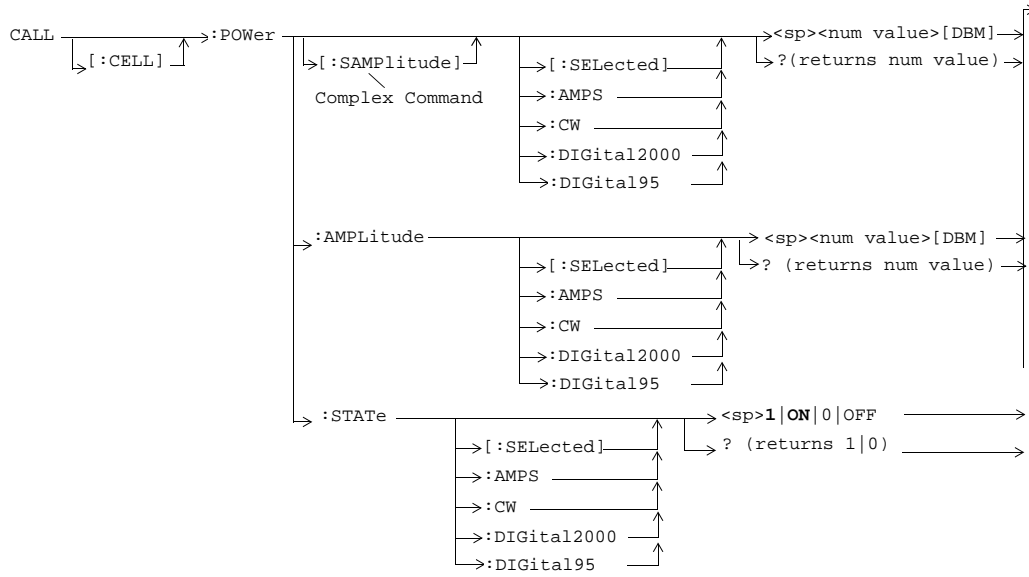 CALL :POWer <sp><num value>[DBM]
[:CELL] [:SAMPlitude] [:SELected] ?(returns num value)
Complex Command :AMPS
:CW
:DIGital2000
:DIGital95
:AMPLitude <sp><num value>[DBM]
[:SELected] ? (returns num value)
:AMPS
:CW
:DIGital2000
:DIGital95
:STATe <sp>1|ON|0|OFF
[:SELected] ? (returns 1|0)
:AMPS
:CW
:DIGital2000
:DIGital95